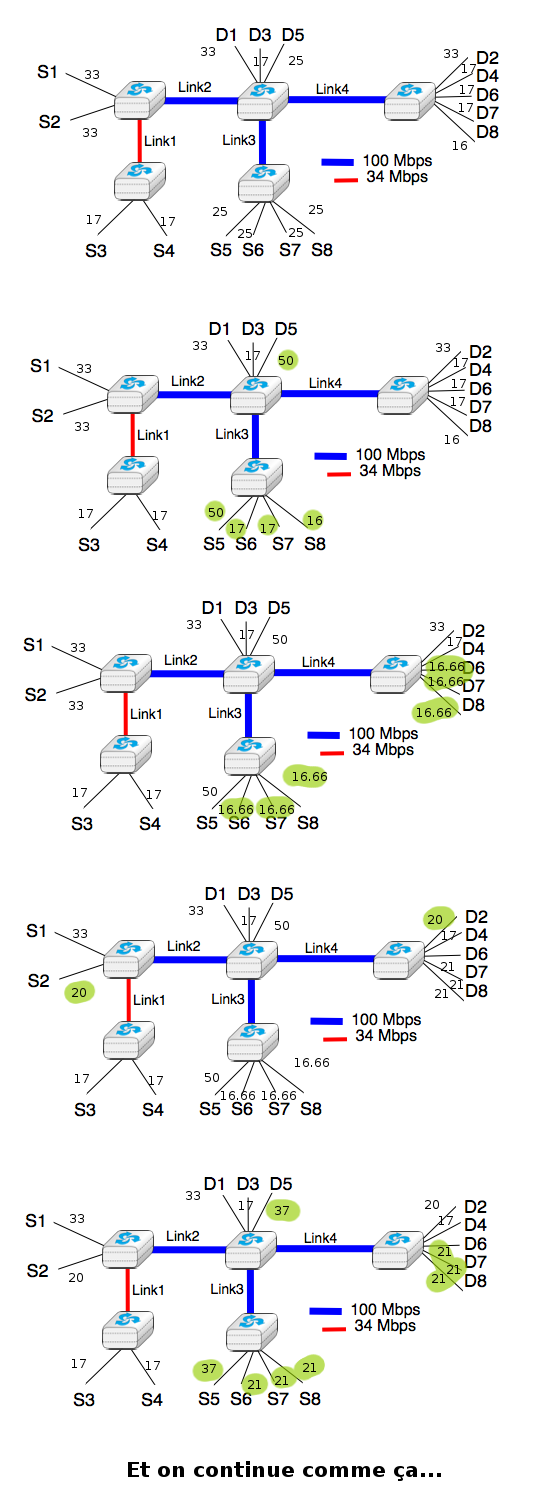 D1 D3 D5
33 17 25
S1 33
Link2
Link4
33 D2
17 D4
17 D6
17 D7
16 D8
S2 33
Link1
Link3
100 Mbps
34 Mbps
17 17
S3 S4
25 25 25 25
S5 S6 S7 S8
D1 D3 D5
33 17 50
S1 33
Link2
Link4
33 D2
17 D4
17 D6
17 D7
16 D8
S2 33
Link1
Link3
100 Mbps
34 Mbps
17 17
S3 S4
50 17 17 16
S5 S6 S7 S8
D1 D3 D5
33 17 50
S1 33
Link2
Link4
33 D2
17 D4
16.66 D6
16.66 D7
16.66 D8
S2 33
Link1
Link3
100 Mbps
34 Mbps
17 17
S3 S4
50 16.66 16.66 16.66
S5 S6 S7 S8
D1 D3 D5
33 17 50
S1 33
Link2
Link4
20 D2
17 D4
21 D6
21 D7
21 D8
S2 20
Link1
Link3
100 Mbps
34 Mbps
17 17
S3 S4
50 16.66 16.66 16.66
S5 S6 S7 S8
D1 D3 D5
33 17 37
S1 33
Link2
Link4
20 D2
17 D4
21 D6
21 D7
21 D8
S2 20
Link1
Link3
100 Mbps
34 Mbps
17 17
S3 S4
37 21 21 21
S5 S6 S7 S8
Et on continue comme ça...